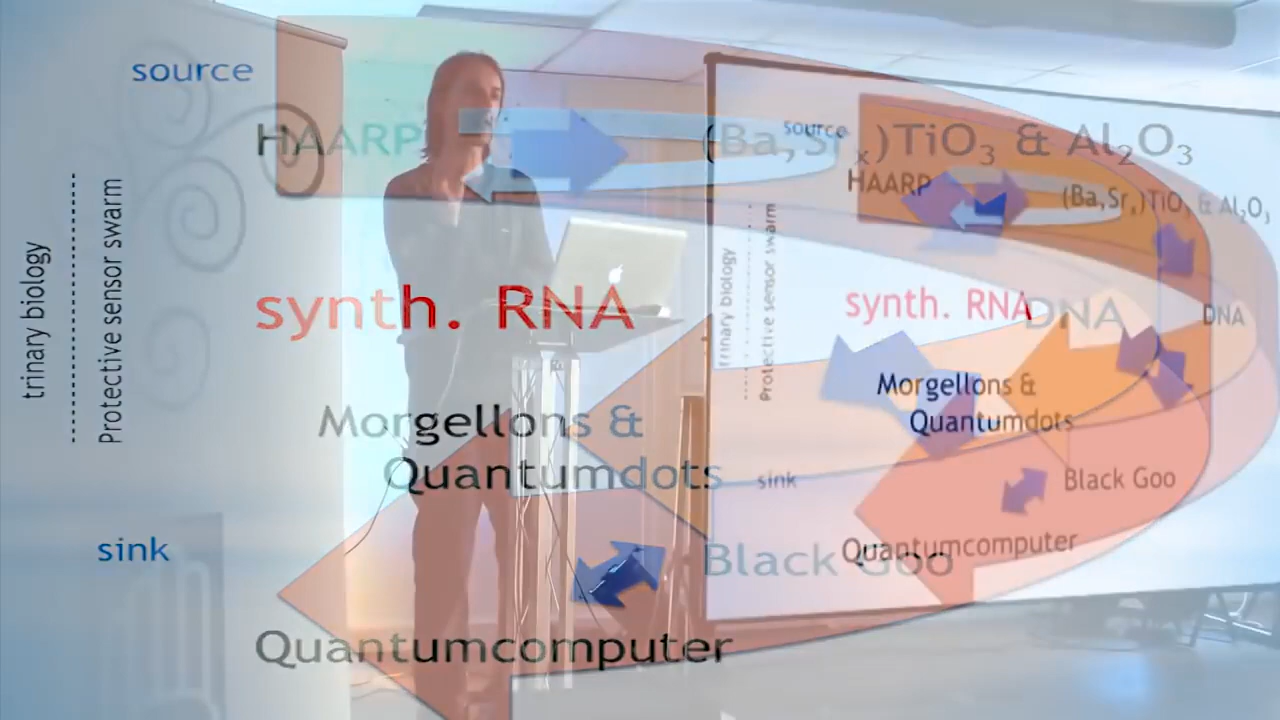 source
HAARP
(Ba,Srₓ)TiO₃ & Al₂O₃
trinary biology
Protective sensor swarm
synth. RNA
DNA
Morgellons &
Quantumdots
sink
Black Goo
Quantumcomputer
source
HAARP
(Ba,Srₓ)TiO₃ & Al₂O₃
trinary biology
Protective sensor swarm
synth. RNA
DNA
Morgellons &
Quantumdots
sink
Black Goo
Quantumcomputer